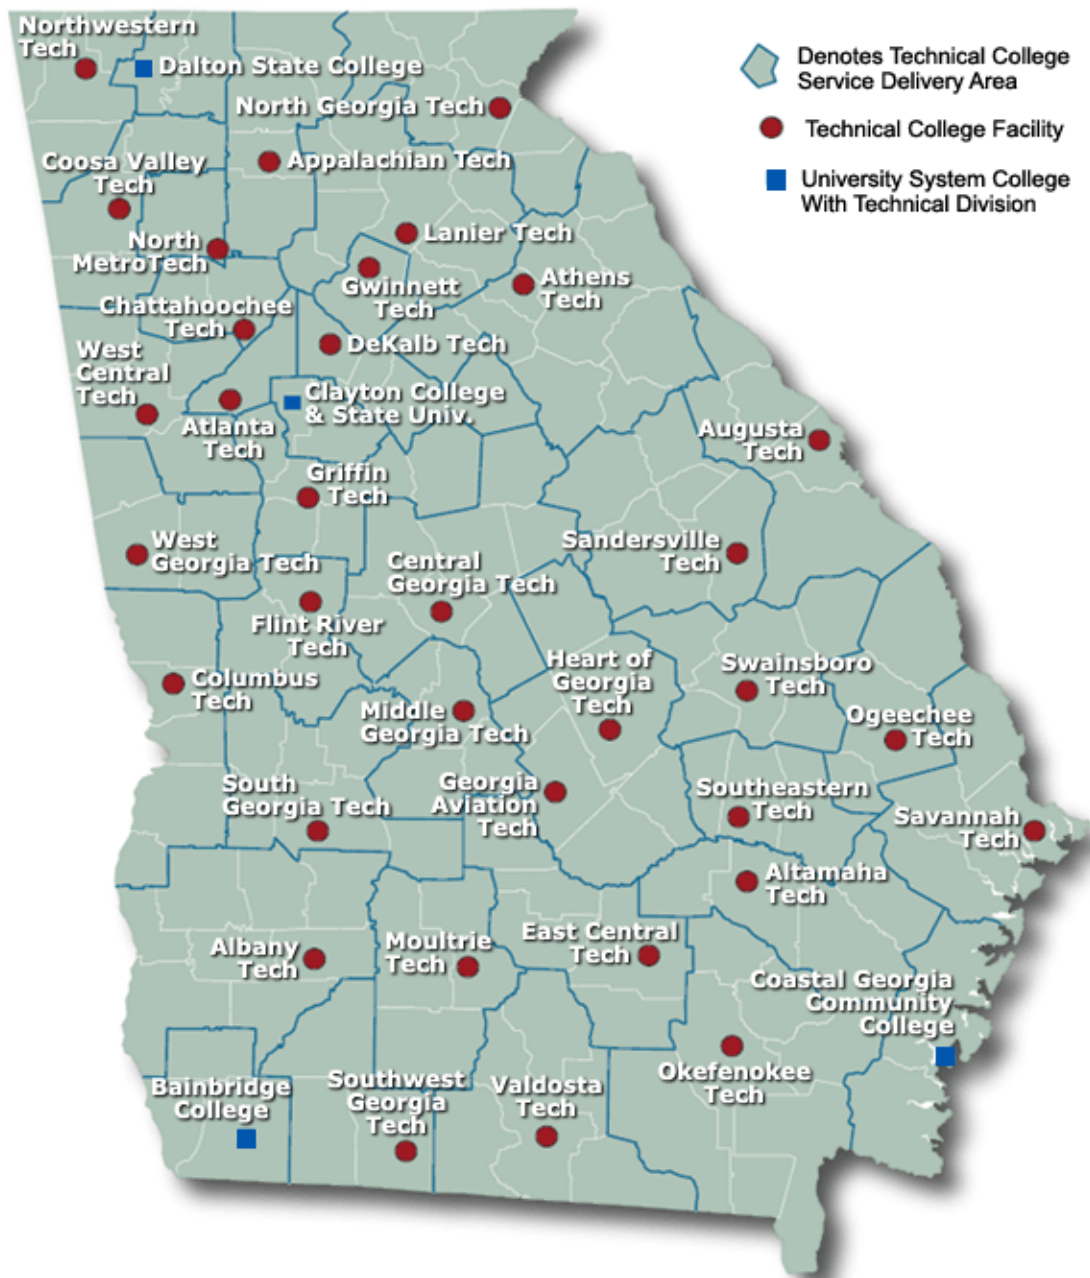 Northwestern
Tech
Dalton State College
North Georgia Tech
Coosa Valley
Tech
Appalachian Tech
North
MetroTech
Lanier Tech
Gwinnett
Tech
Athens
Tech
Chattahoochee
Tech
DeKalb Tech
West
Central
Tech
Atlanta
Tech
Clayton College
& State Univ.
Augusta
Tech
Griffin
Tech
West
Georgia Tech
Central
Georgia Tech
Sandersville
Tech
Flint River
Tech
Columbus
Tech
Middle
Georgia Tech
Heart of
Georgia
Tech
Swainsboro
Tech
Ogeechee
Tech
South
Georgia Tech
Georgia
Aviation
Tech
Southeastern
Tech
Savannah
Tech
Altamaha
Tech
Albany
Tech
Moultrie
Tech
East Central
Tech
Coastal Georgia
Community
College
Bainbridge
College
Southwest
Georgia
Tech
Valdosta
Tech
Okefenokee
Tech
Denotes Technical College
Service Delivery Area
Technical College Facility
University System College
With Technical Division